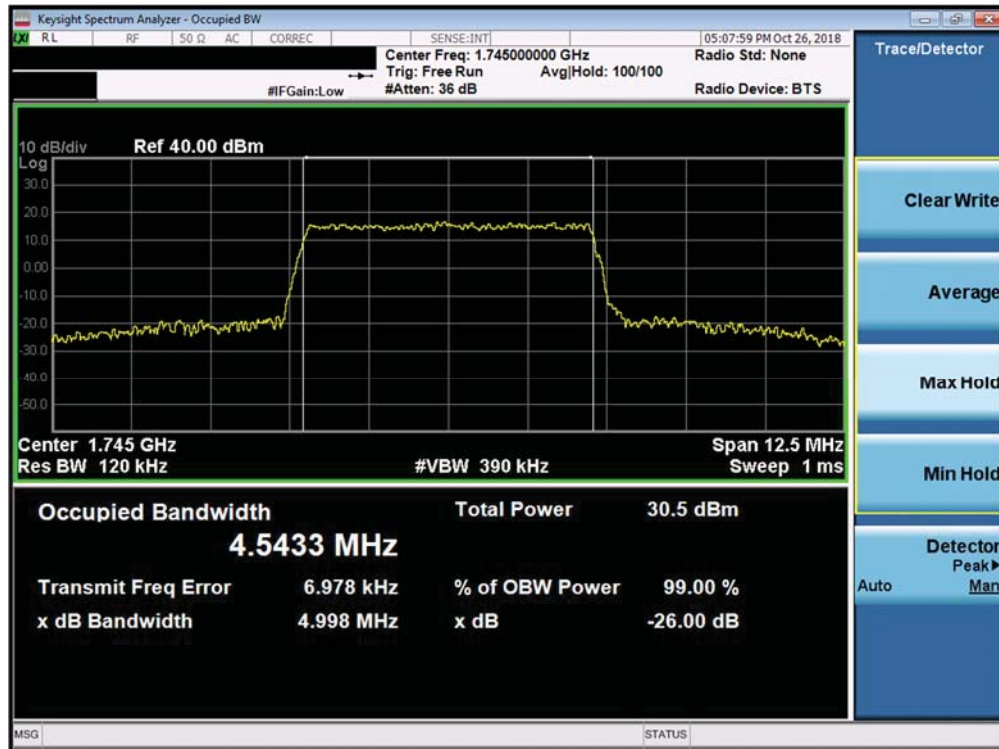 Keysight Spectrum Analyzer - Occupied BW
LXI RL RF 50 Ω AC CORREC SENSE:INT 05:07:59 PM Oct 26, 2018
Center Freq: 1.745000000 GHz Radio Std: None
Trig: Free Run Avg|Hold: 100/100
#IFGain:Low #Atten: 36 dB Radio Device: BTS
10 dB/div Ref 40.00 dBm
Log
30.0
20.0
10.0
0.00
-10.0
-20.0
-30.0
-40.0
-50.0
Center 1.745 GHz Span 12.5 MHz
Res BW 120 kHz #VBW 390 kHz Sweep 1 ms
Occupied Bandwidth Total Power 30.5 dBm
4.5433 MHz
Transmit Freq Error 6.978 kHz % of OBW Power 99.00 %
x dB Bandwidth 4.998 MHz x dB -26.00 dB
MSG STATUS
Trace/Detector
Clear Write
Average
Max Hold
Min Hold
Detector
Peak▶
Auto Man